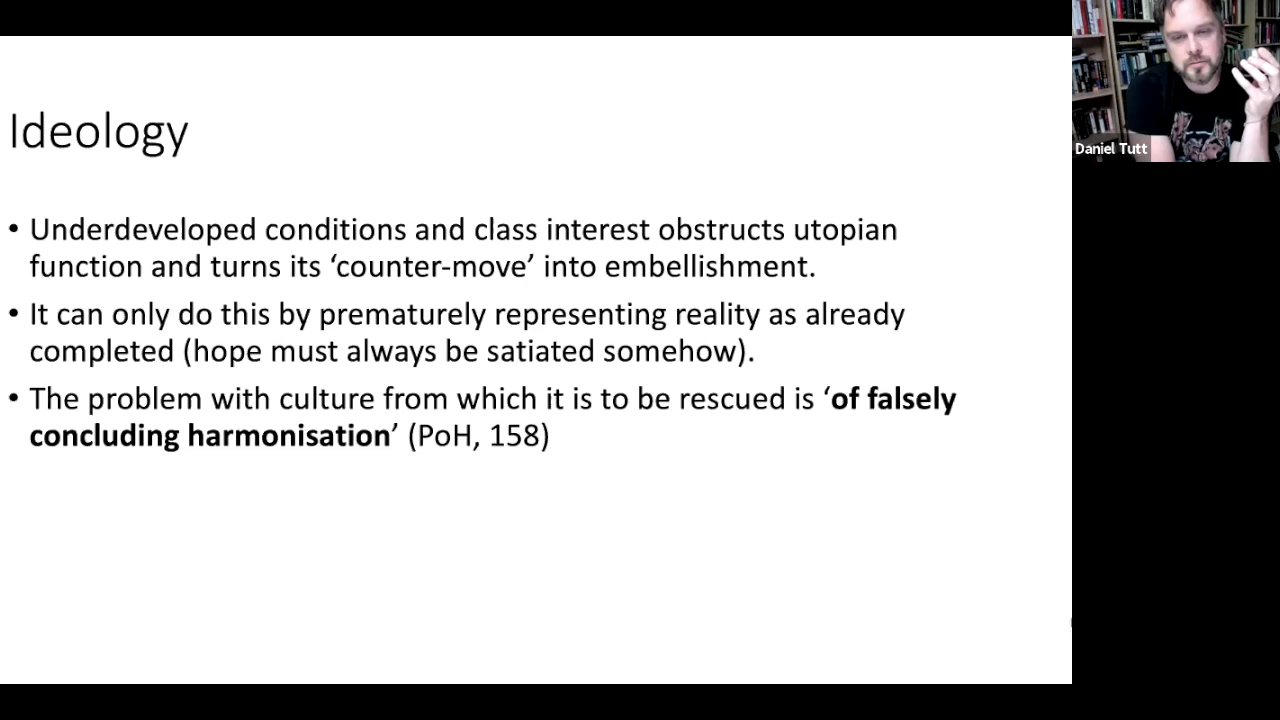 Ideology
• Underdeveloped conditions and class interest obstructs utopian
function and turns its ‘counter-move’ into embellishment.
• It can only do this by prematurely representing reality as already
completed (hope must always be satiated somehow).
• The problem with culture from which it is to be rescued is ‘of falsely
concluding harmonisation’ (PoH, 158)
Daniel Tutt